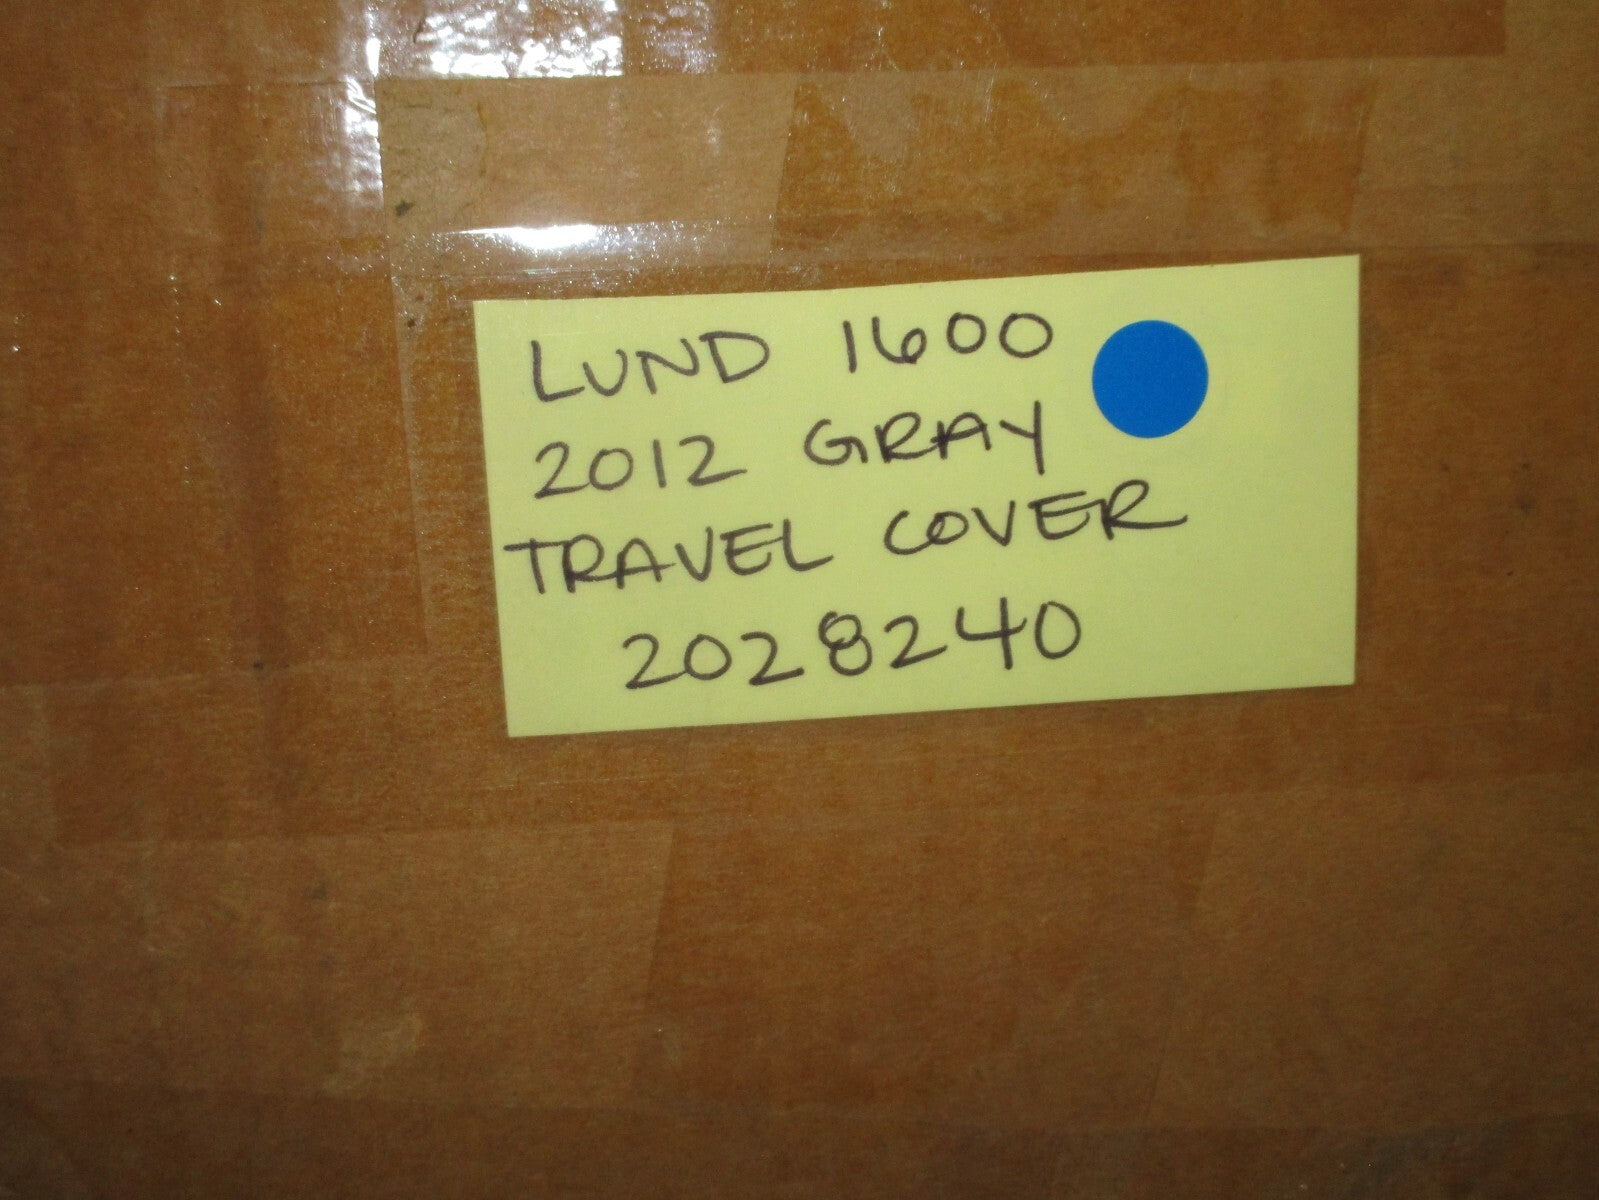 LUND 1600
2012 GRAY
TRAVEL COVER
2028240